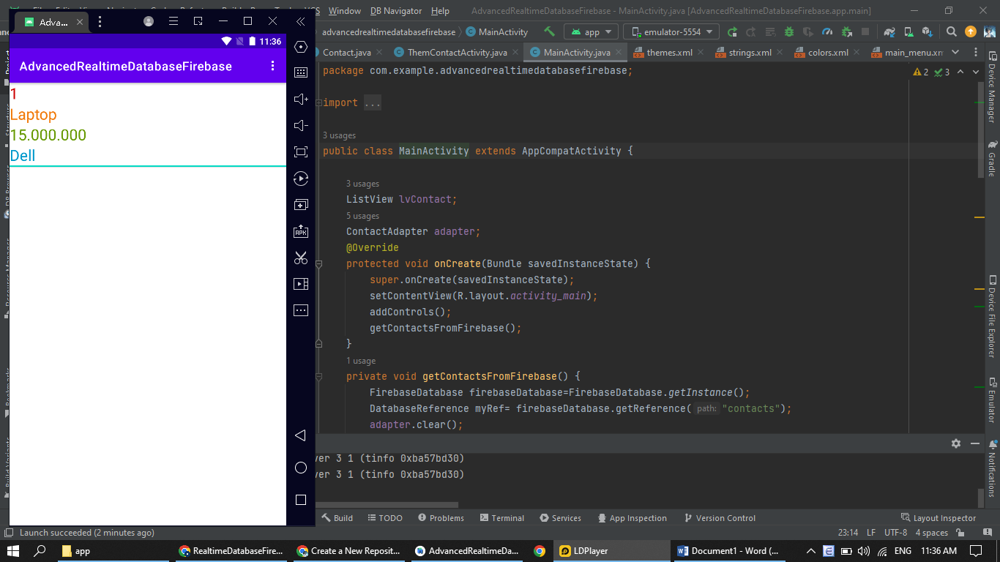 Window DB Navigator Help AdvancedRealtimeDatabaseFirebase - MainActivity.java [AdvancedRealtimeDatabaseFirebase.app.main]
Adva...
advancedrealtimedatabasefirebase MainActivity app emulator-5554
11:36
Contact.java ThemContactActivity.java MainActivity.java themes.xml strings.xml colors.xml
AdvancedRealtimeDatabaseFirebase
1
Laptop
15.000.000
Dell
package com.example.advancedrealtimedatabasefirebase;
2 3
import ...
3 usages
public class MainActivity extends AppCompatActivity {
3 usages
ListView lvContact;
5 usages
ContactAdapter adapter;
@Override
protected void onCreate(Bundle savedInstanceState) {
super.onCreate(savedInstanceState);
setContentView(R.layout.activity_main);
addControls();
getContactsFromFirebase();
}
1 usage
private void getContactsFromFirebase() {
FirebaseDatabase firebaseDatabase=FirebaseDatabase.getInstance();
DatabaseReference myRef= firebaseDatabase.getReference( path: "contacts");
adapter.clear();
ver 3 1 (tinfo 0xba57bd30)
ver 3 1 (tinfo 0xba57bd30)
APK
Device Manager
Gradle
Device File Explorer
Emulator
Notifications
Build TODO Problems Terminal Services App Inspection Version Control Layout Inspector
Launch succeeded (2 minutes ago) 23:14 LF UTF-8 4 spaces
app RealtimeDatabaseFire... Create a New Reposit... AdvancedRealtimeDa... LDPlayer Document1 - Word (... ENG 11:36 AM